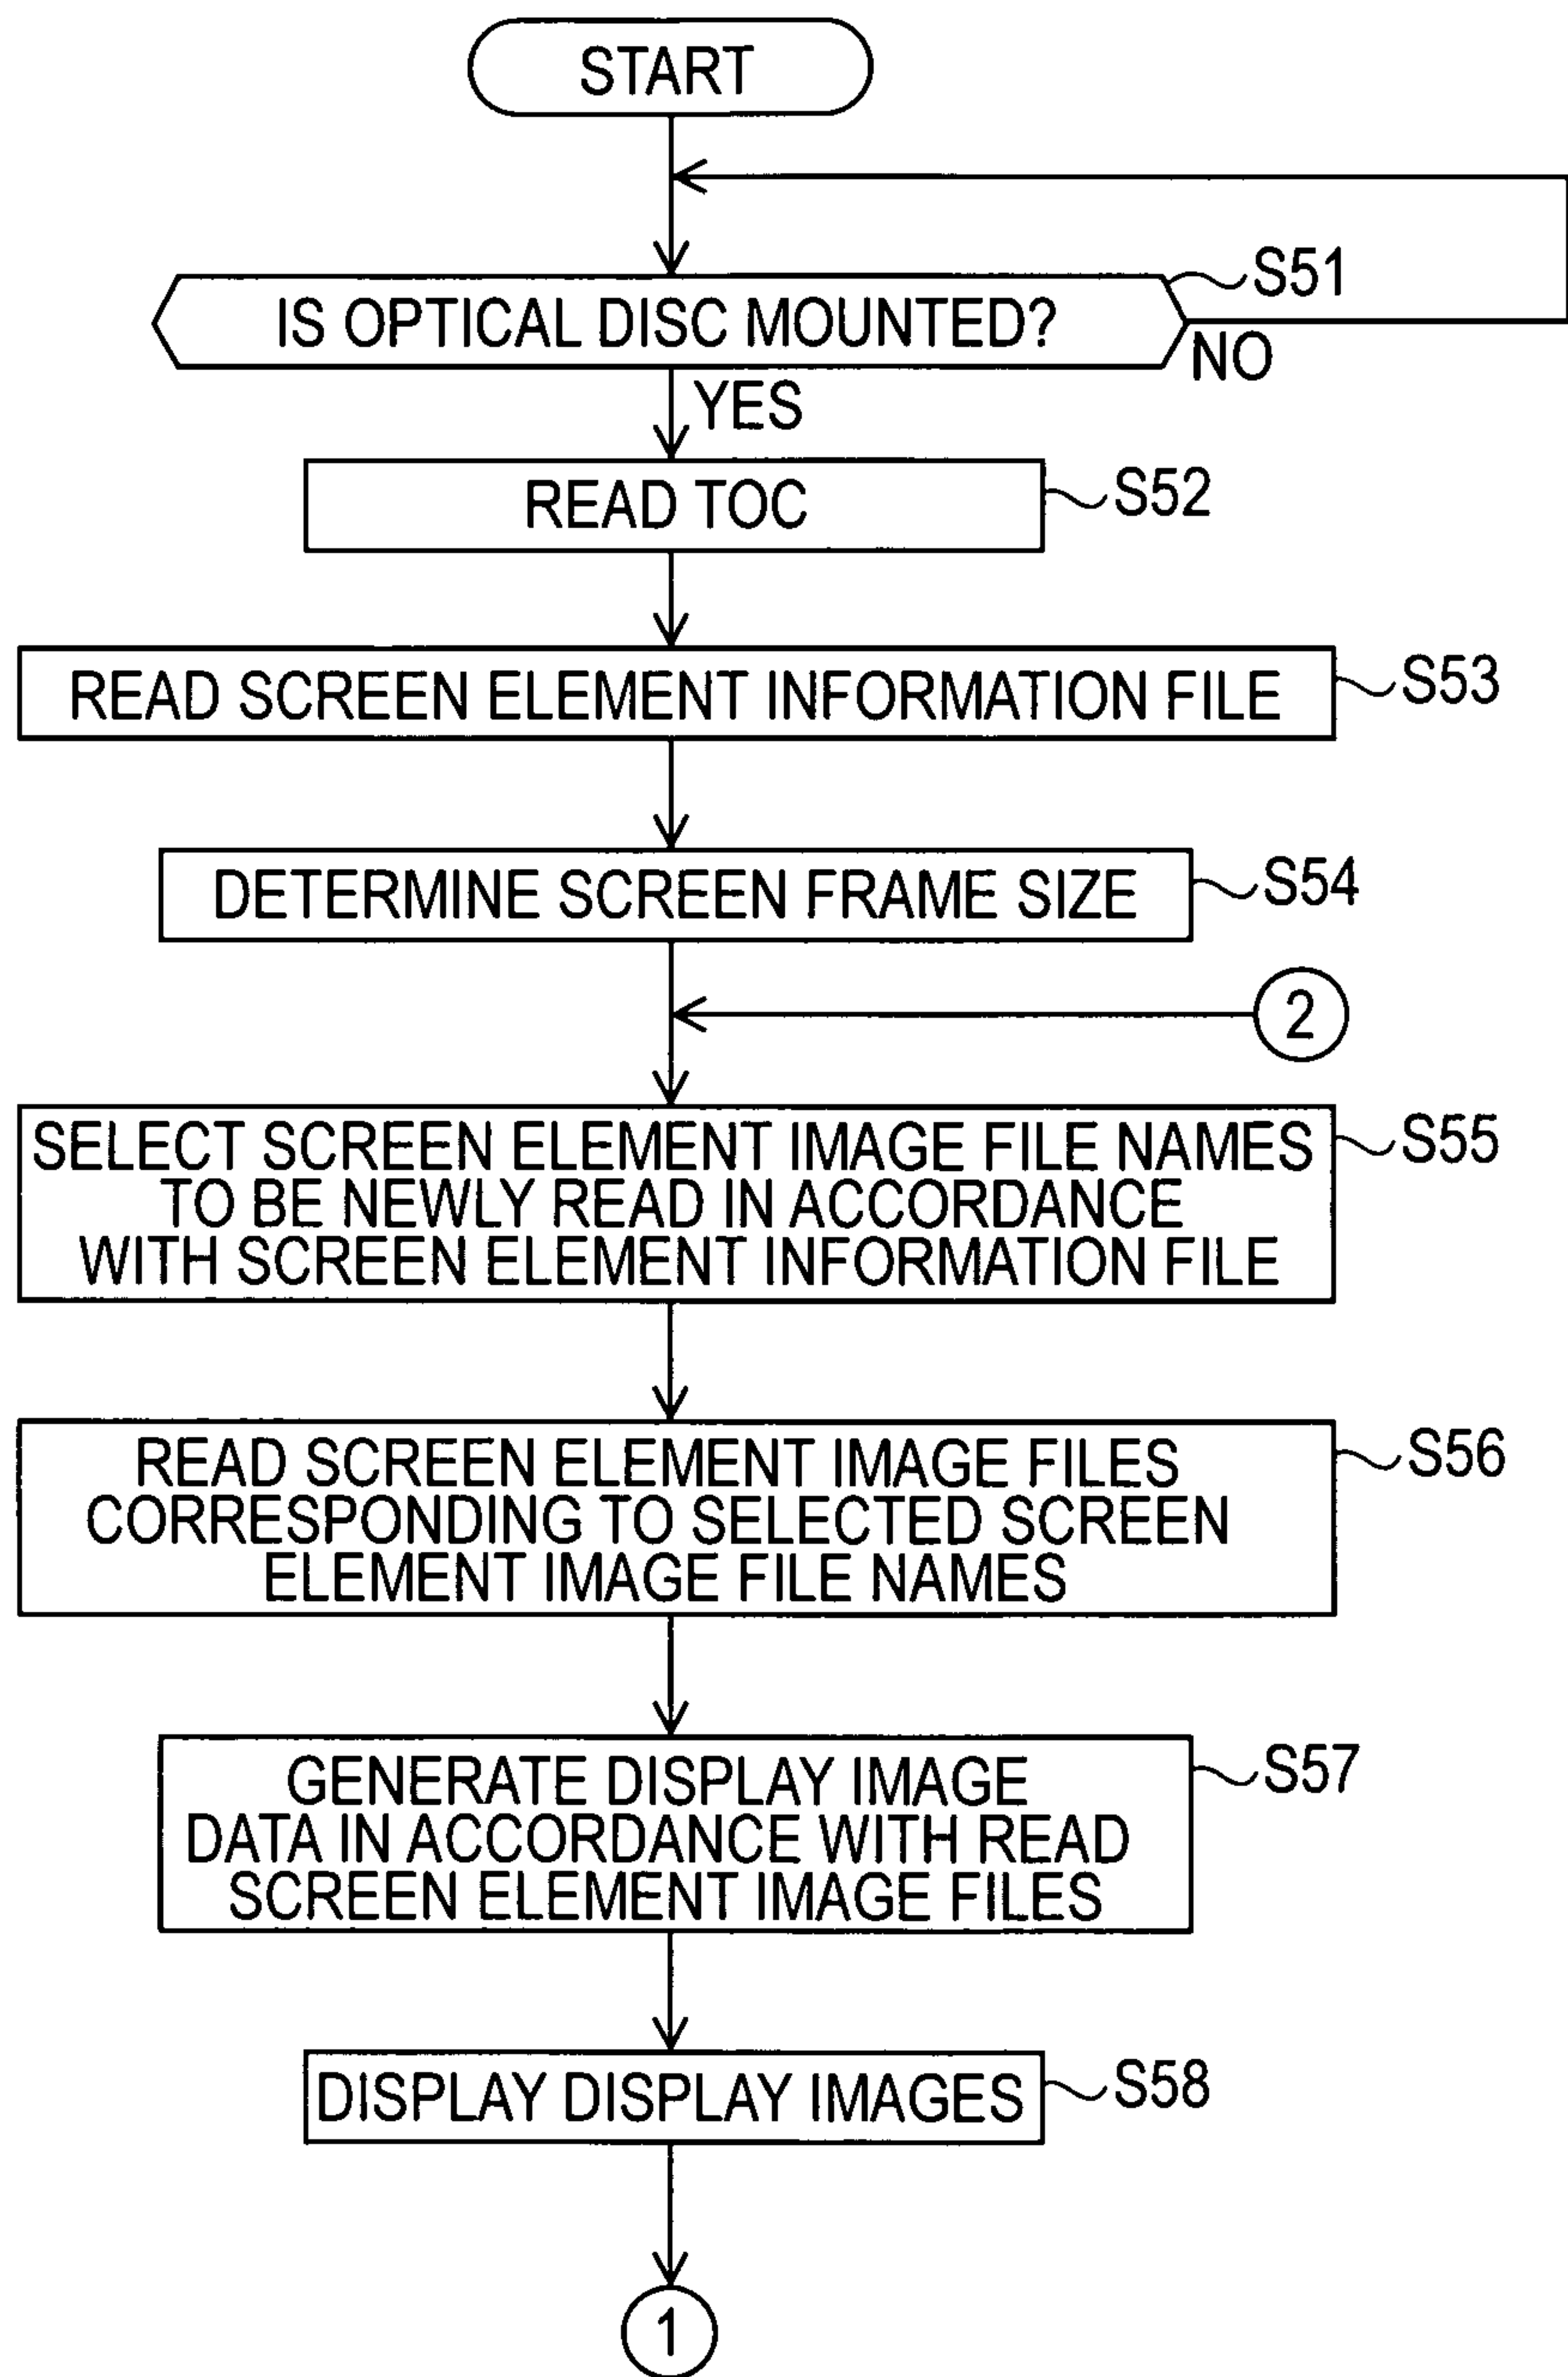 START
S51
IS OPTICAL DISC MOUNTED?
NO
YES
READ TOC
S52
READ SCREEN ELEMENT INFORMATION FILE
S53
DETERMINE SCREEN FRAME SIZE
S54
2
SELECT SCREEN ELEMENT IMAGE FILE NAMES
TO BE NEWLY READ IN ACCORDANCE
WITH SCREEN ELEMENT INFORMATION FILE
S55
READ SCREEN ELEMENT IMAGE FILES
CORRESPONDING TO SELECTED SCREEN
ELEMENT IMAGE FILE NAMES
S56
GENERATE DISPLAY IMAGE
DATA IN ACCORDANCE WITH READ
SCREEN ELEMENT IMAGE FILES
S57
DISPLAY DISPLAY IMAGES
S58
1